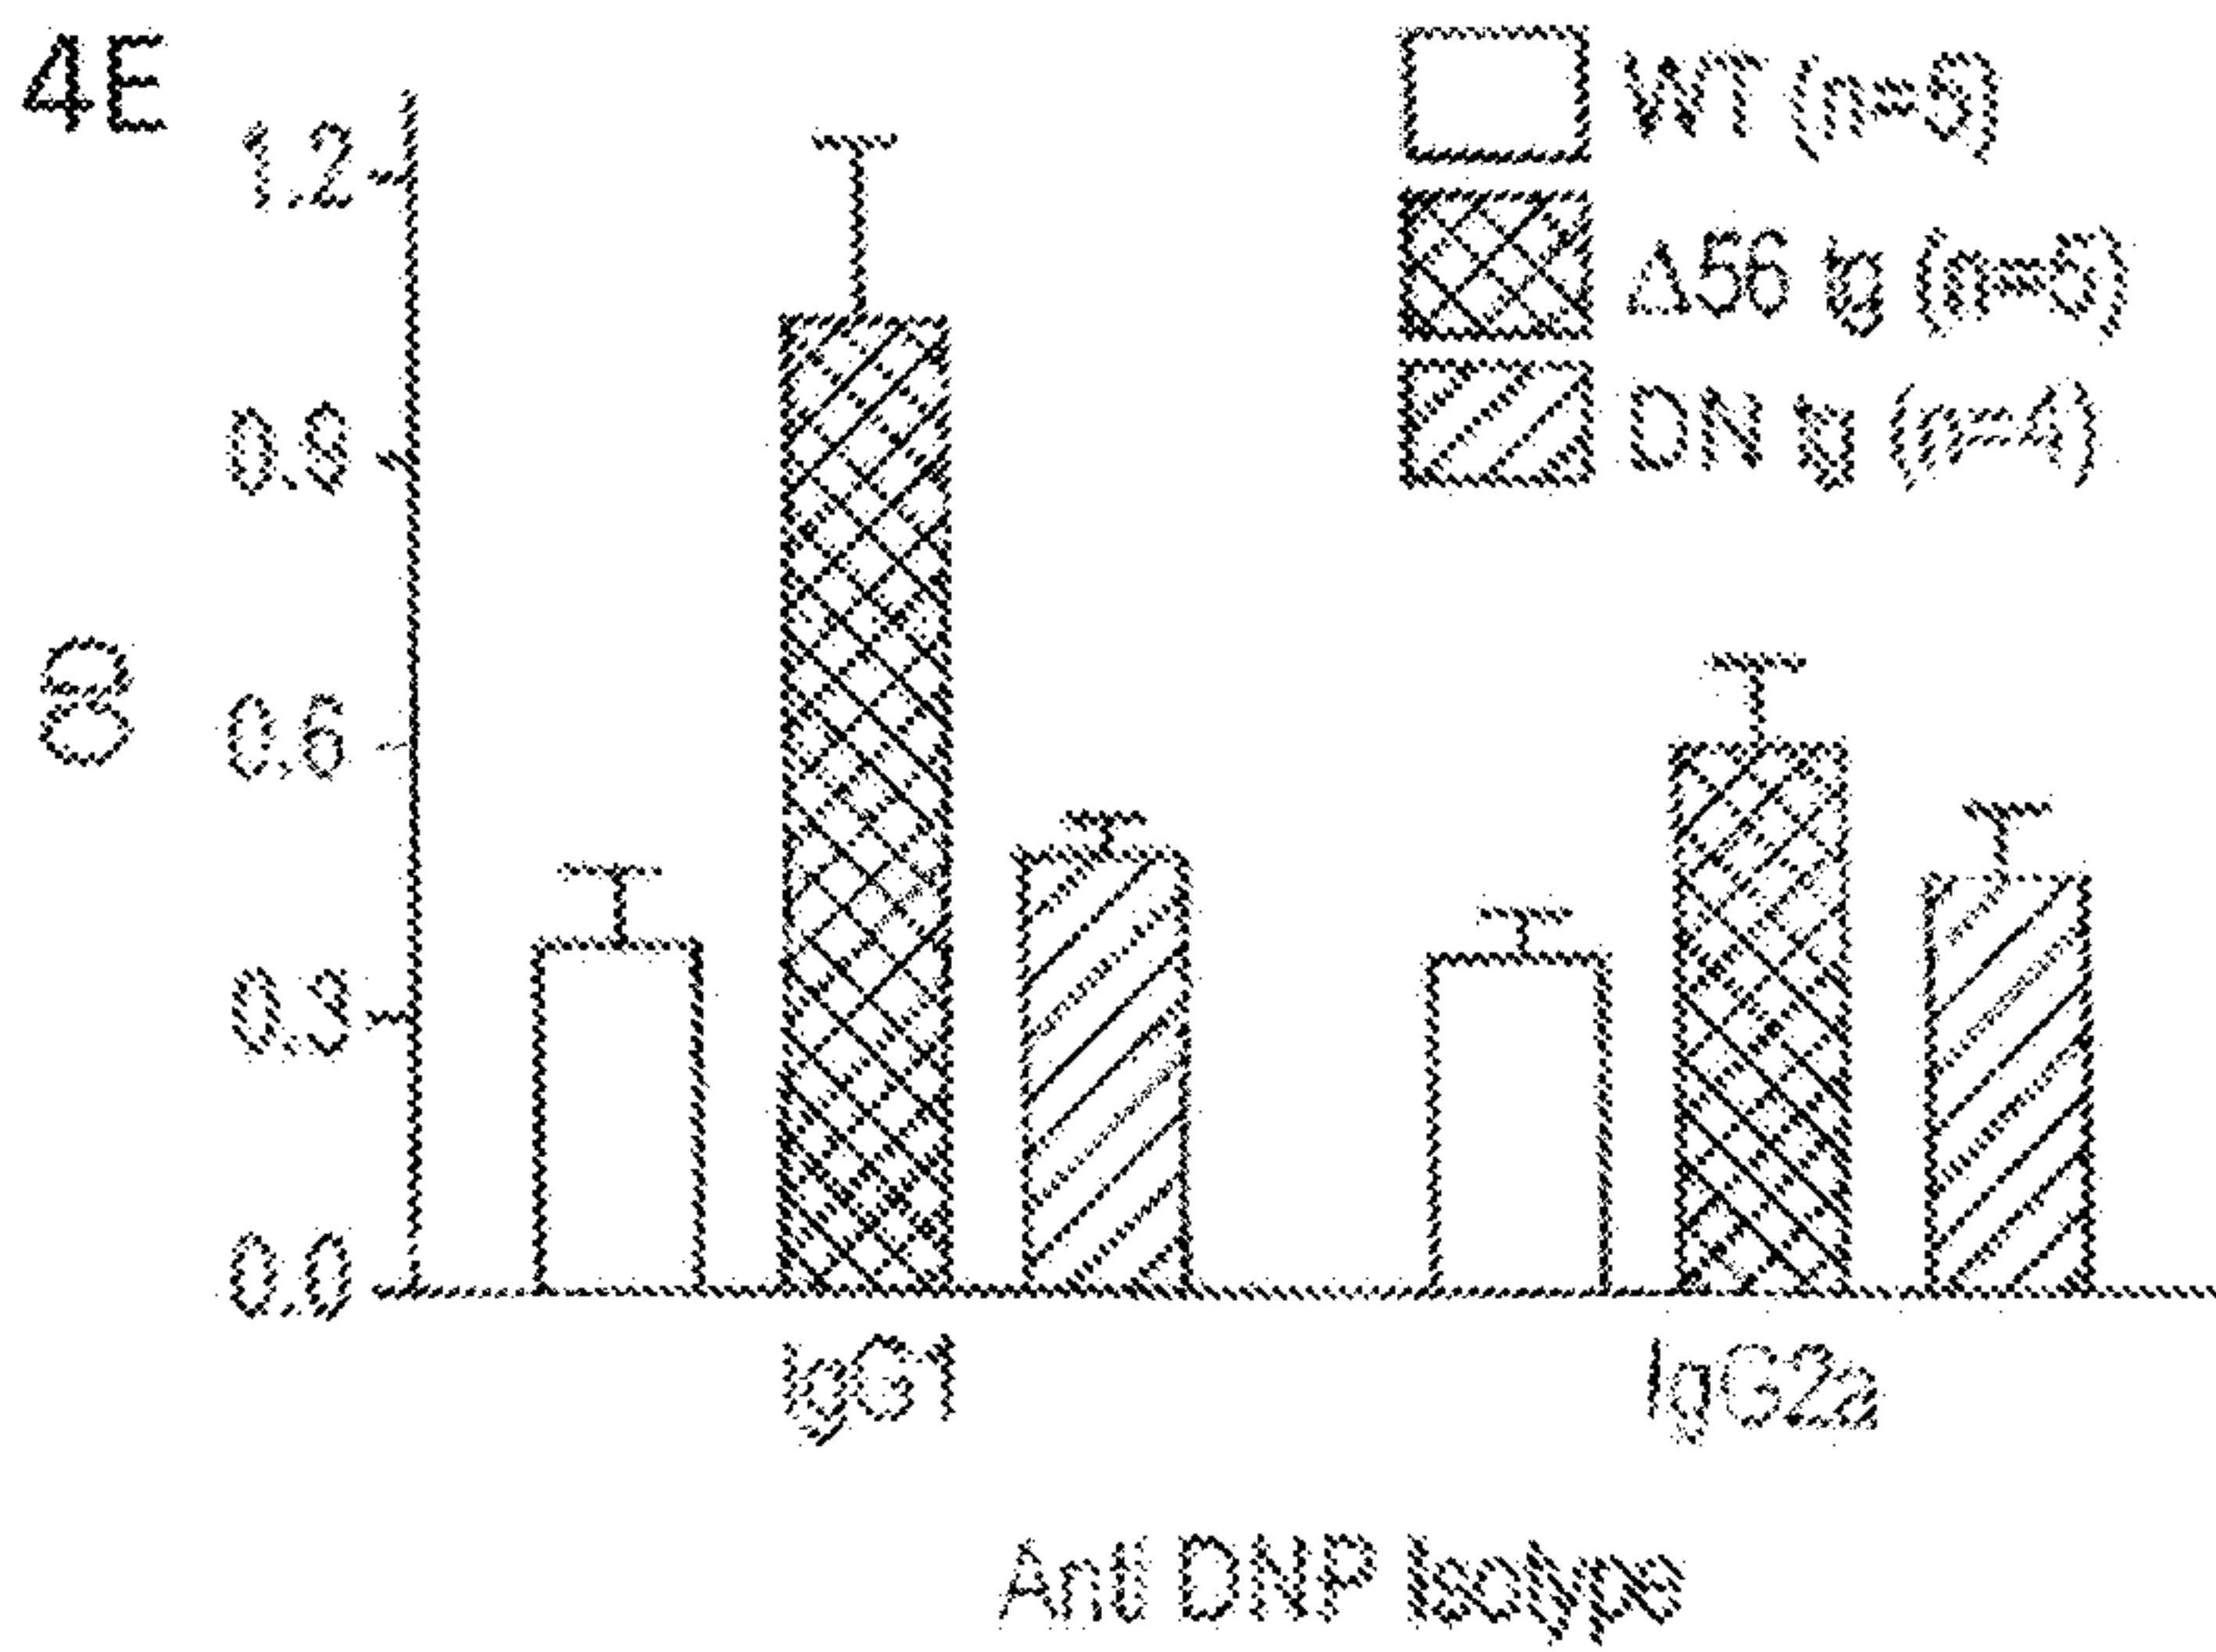 4E
WT (n=5)
Δ56 tg (n=5)
DN tg (n=4)
1.2
0.9
0.6
0.3
0.0
OD
IgG1
IgG2a
Anti DNP Isotype